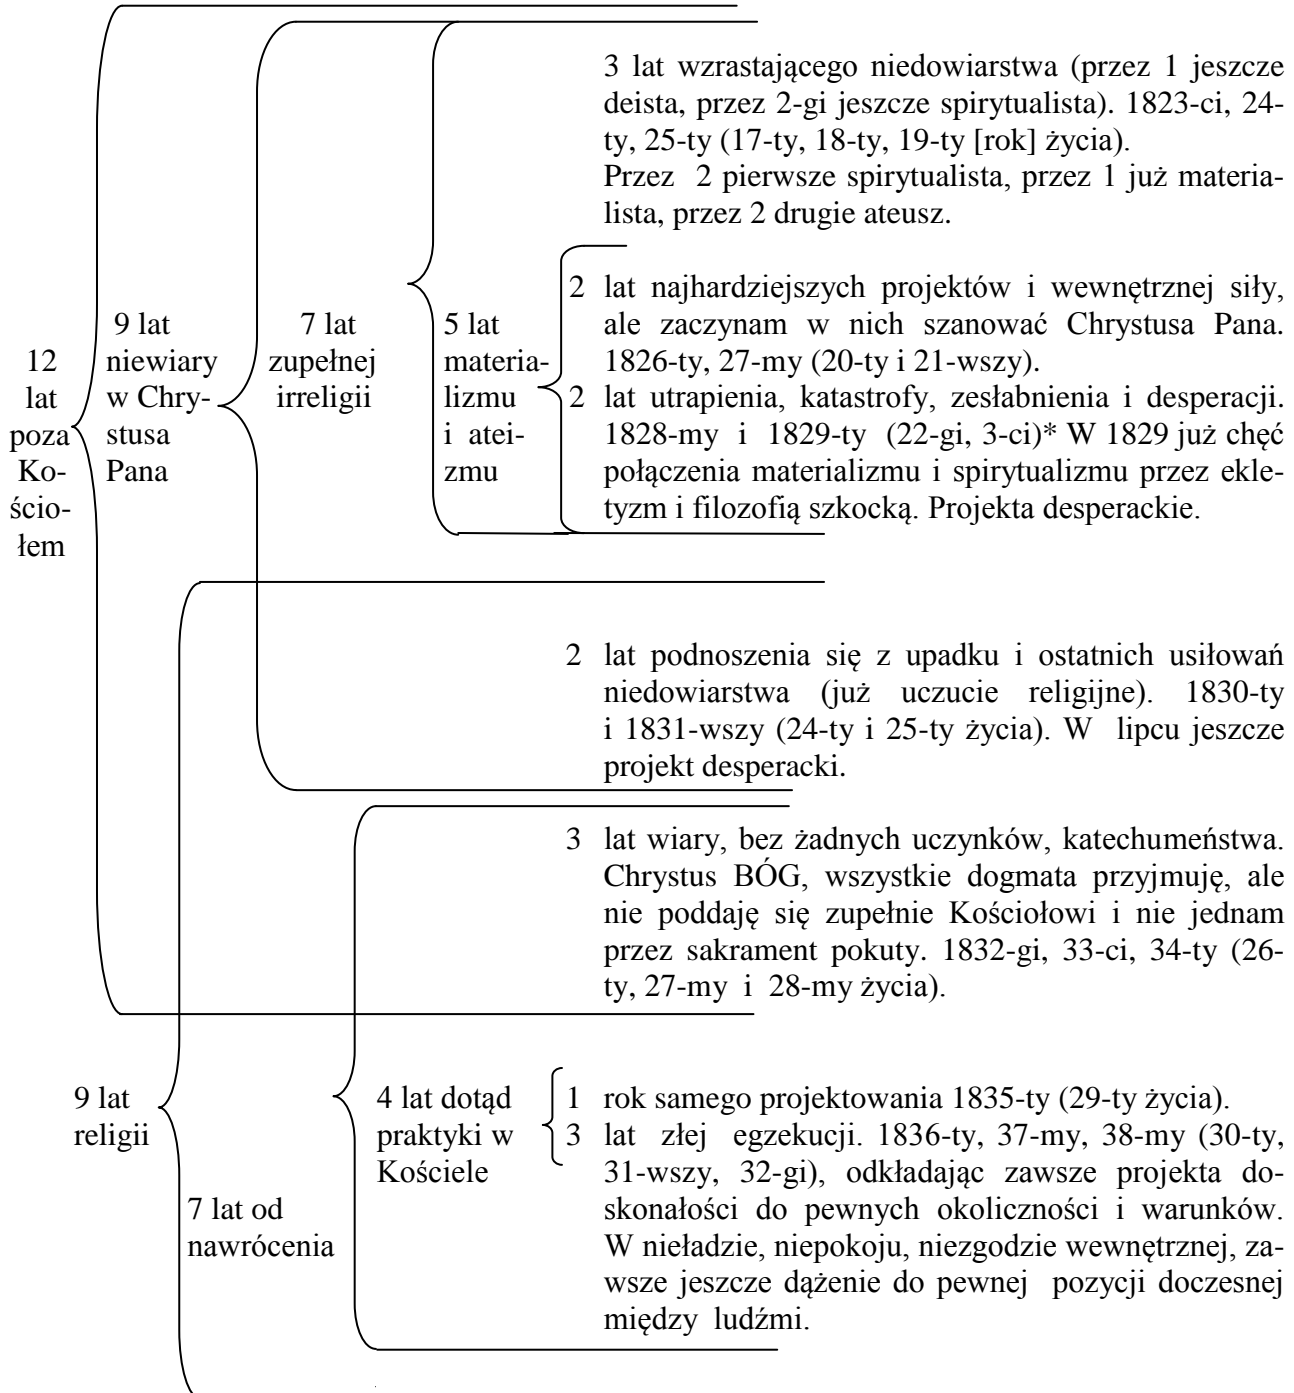 3 lat wzrastającego niedowiarstwa (przez 1 jeszcze
deista, przez 2-gi jeszcze spirytualista). 1823-ci, 24-
ty, 25-ty (17-ty, 18-ty, 19-ty [rok] życia).
Przez 2 pierwsze spirytualista, przez 1 już materia-
lista, przez 2 drugie ateusz.
12
lat
poza
Ko-
ścio-
łem
9 lat
niewiary
w Chry-
stusa
Pana
7 lat
zupełnej
irreligii
5 lat
materia-
lizmu
i atei-
zmu
2 lat najhardziejszych projektów i wewnętrznej siły,
ale zaczynam w nich szanować Chrystusa Pana.
1826-ty, 27-my (20-ty i 21-wszy).
2 lat utrapienia, katastrofy, zesłabnienia i desperacji.
1828-my i 1829-ty (22-gi, 3-ci)* W 1829 już chęć
połączenia materializmu i spirytualizmu przez ekle-
tyzm i filozofią szkocką. Projekta desperackie.
2 lat podnoszenia się z upadku i ostatnich usiłowań
niedowiarstwa (już uczucie religijne). 1830-ty
i 1831-wszy (24-ty i 25-ty życia). W lipcu jeszcze
projekt desperacki.
3 lat wiary, bez żadnych uczynków, katechumeństwa.
Chrystus BÓG, wszystkie dogmata przyjmuję, ale
nie poddaję się zupełnie Kościołowi i nie jednam
przez sakrament pokuty. 1832-gi, 33-ci, 34-ty (26-
ty, 27-my i 28-my życia).
9 lat
religii
7 lat od
nawrócenia
4 lat dotąd
praktyki w
Kościele
1 rok samego projektowania 1835-ty (29-ty życia).
3 lat złej egzekucji. 1836-ty, 37-my, 38-my (30-ty,
31-wszy, 32-gi), odkładając zawsze projekta do-
skonałości do pewnych okoliczności i warunków.
W nieładzie, niepokoju, niezgodzie wewnętrznej, za-
wsze jeszcze dążenie do pewnej pozycji doczesnej
między ludźmi.